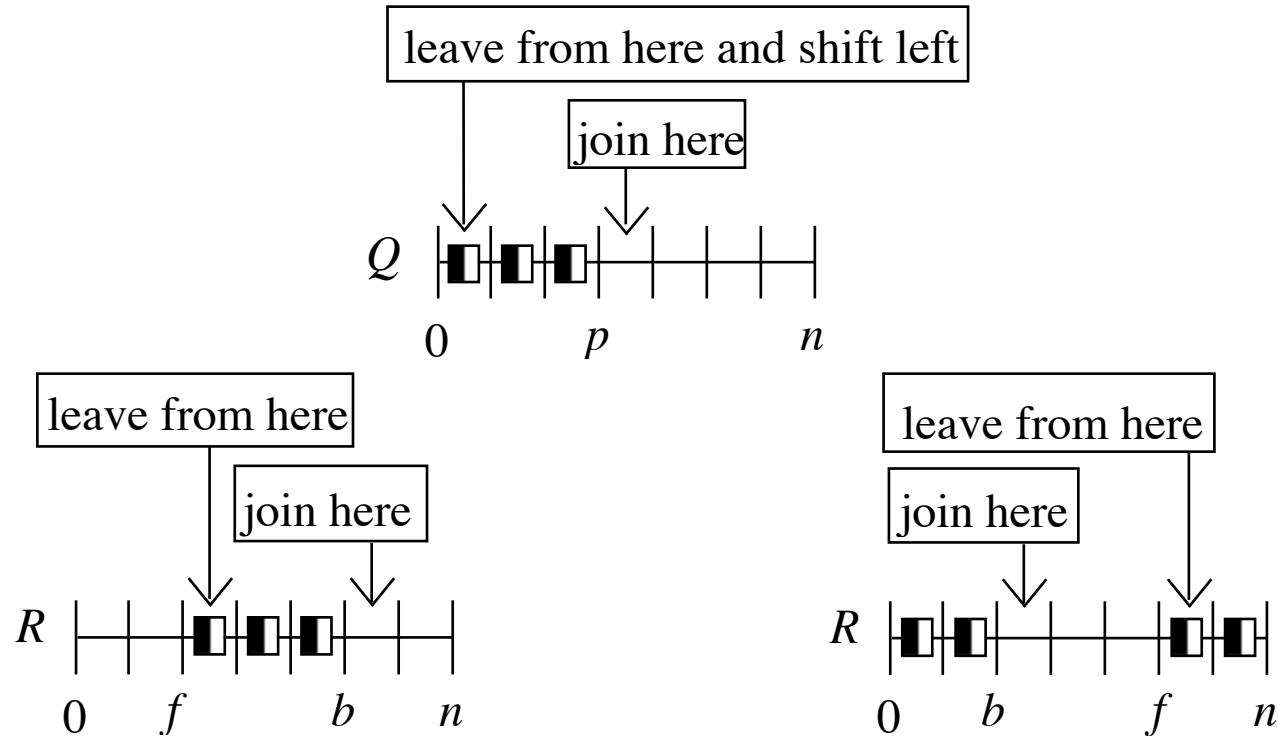 leave from here and shift left
join here
Q
0 p n
leave from here
join here
R
0 f b n
leave from here
join here
R
0 b f n